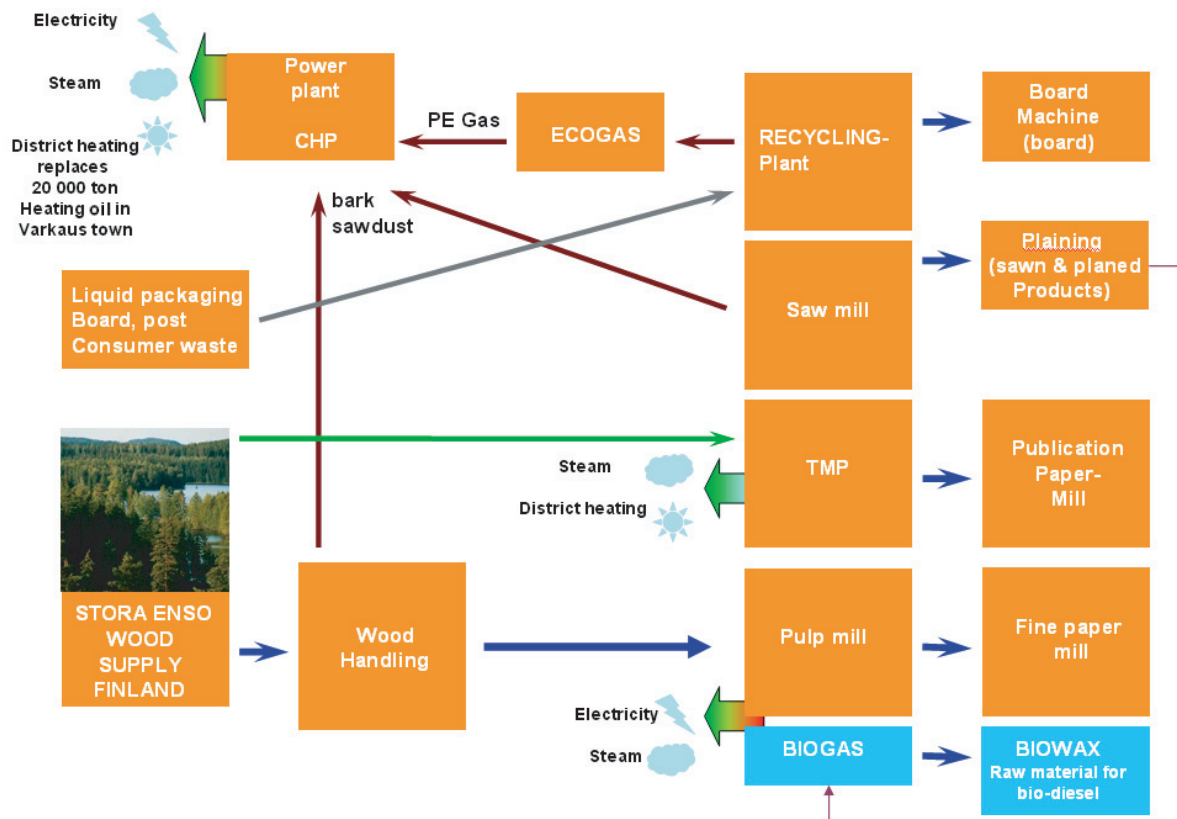 Electricity
Steam
District heating
replaces
20 000 ton
Heating oil in
Varkaus town
Power
plant
CHP
PE Gas
ECOGAS
RECYCLING-
Plant
Board
Machine
(board)
bark
sawdust
Plaining
(sawn & planed
Products)
Liquid packaging
Board, post
Consumer waste
Saw mill
Steam
District heating
TMP
Publication
Paper-
Mill
STORA ENSO
WOOD
SUPPLY
FINLAND
Wood
Handling
Pulp mill
Fine paper
mill
Electricity
Steam
BIOGAS
BIOWAX
Raw material for
bio-diesel